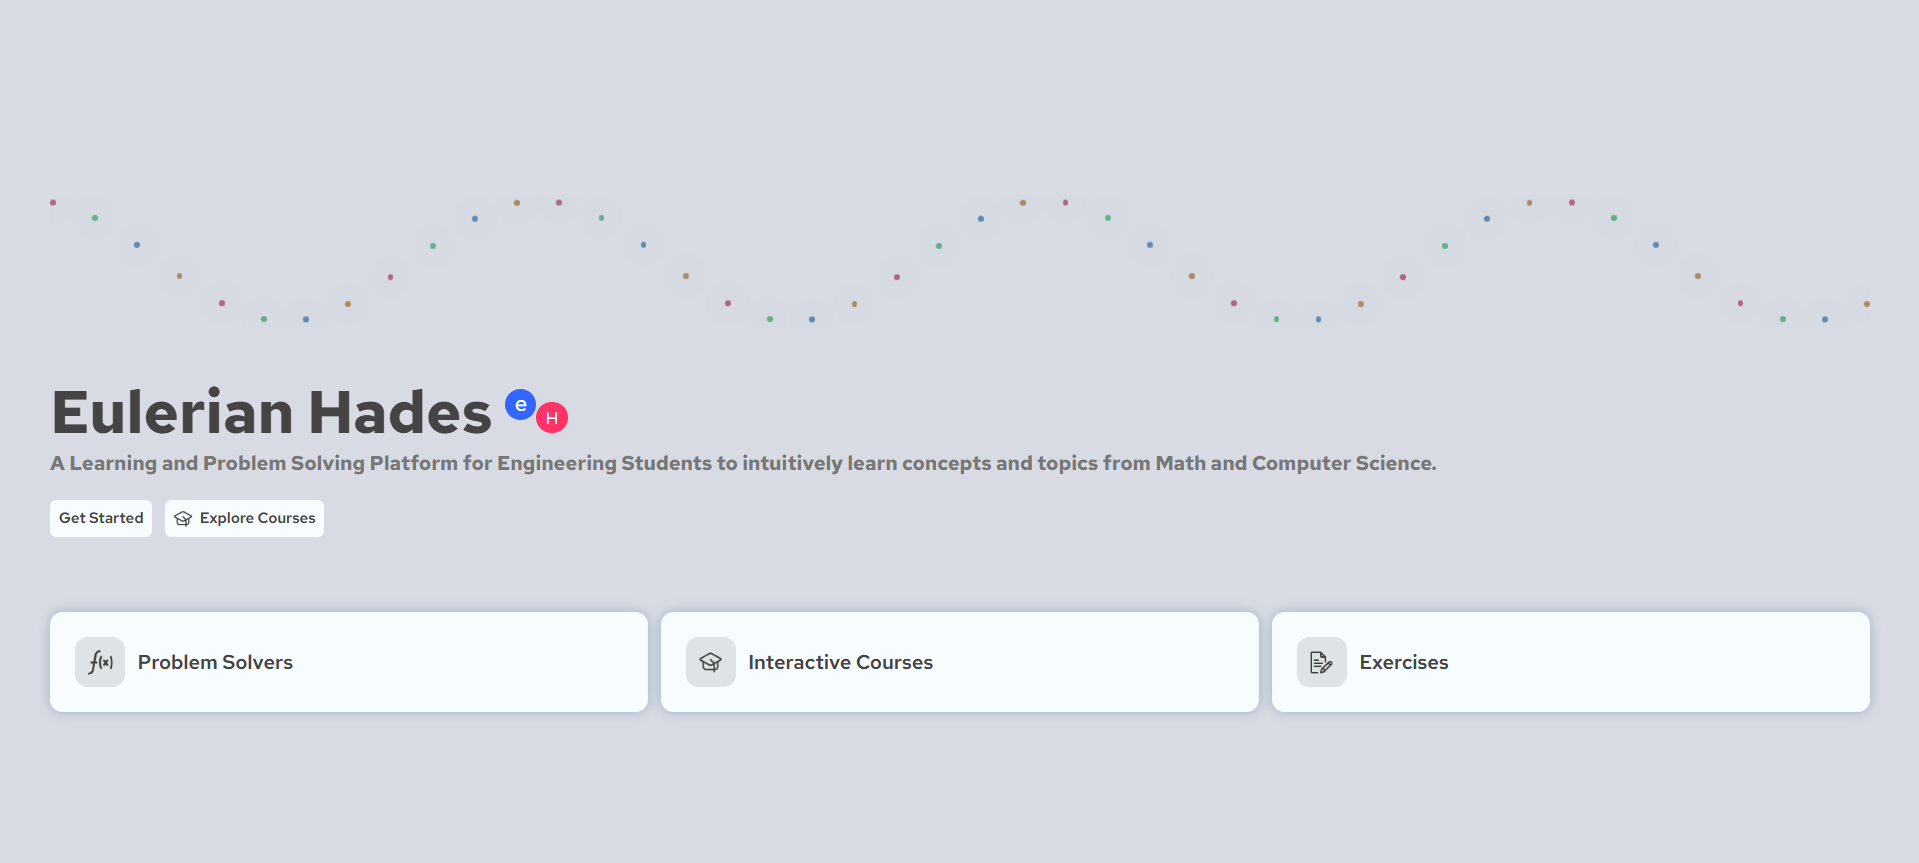 Eulerian Hades e H
A Learning and Problem Solving Platform for Engineering Students to intuitively learn concepts and topics from Math and Computer Science.
Get Started Explore Courses
f(x) Problem Solvers Interactive Courses Exercises